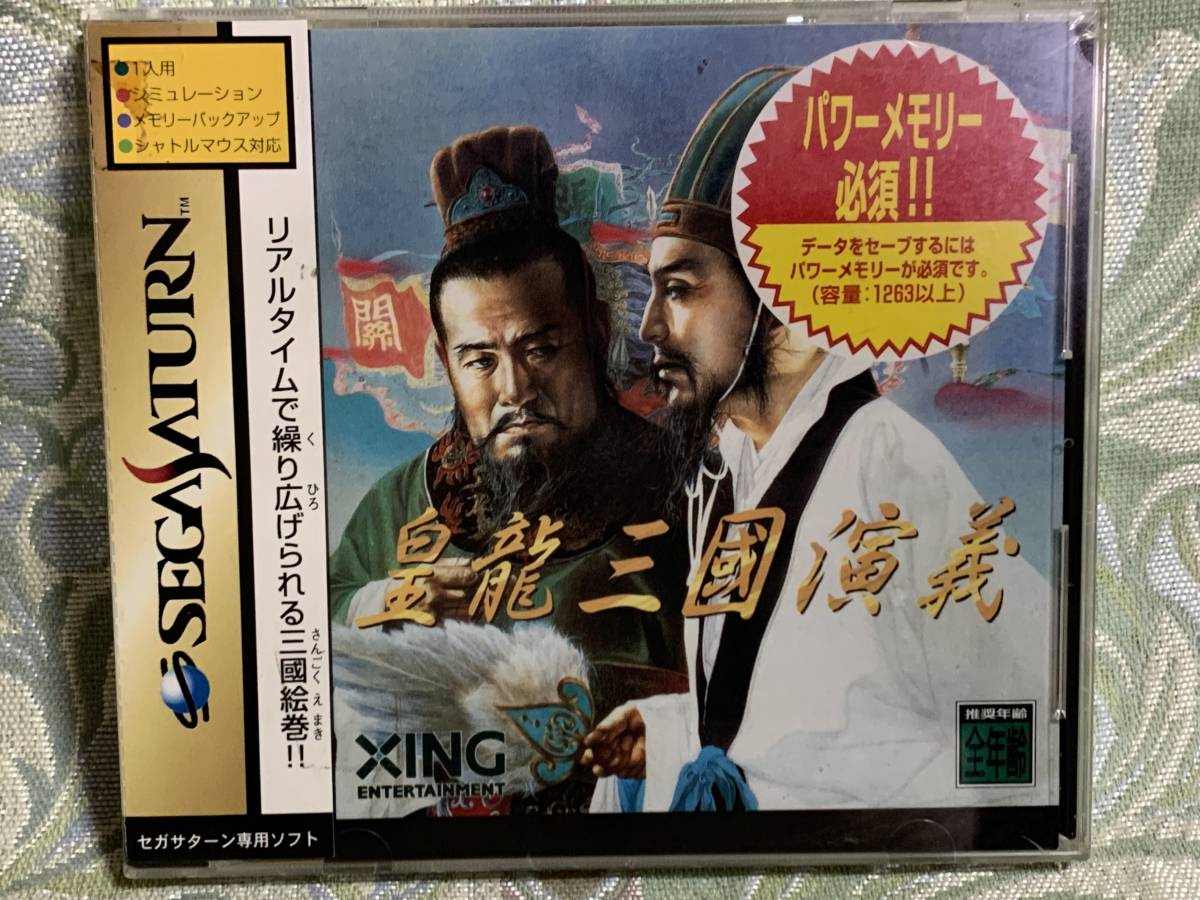 ●1人用
●シミュレーション
●メモリーバックアップ
●シャトルマウス対応
SEGA SATURN™
リアルタイムで繰り広げられる三國絵巻!!
く
ひろ
さんごく え まき
セガサターン専用ソフト
パワーメモリー
必須!!
データをセーブするには
パワーメモリーが必須です。
(容量:1263以上)
關
皇龍三國演義
XING
ENTERTAINMENT
推奨年齢
全年齢